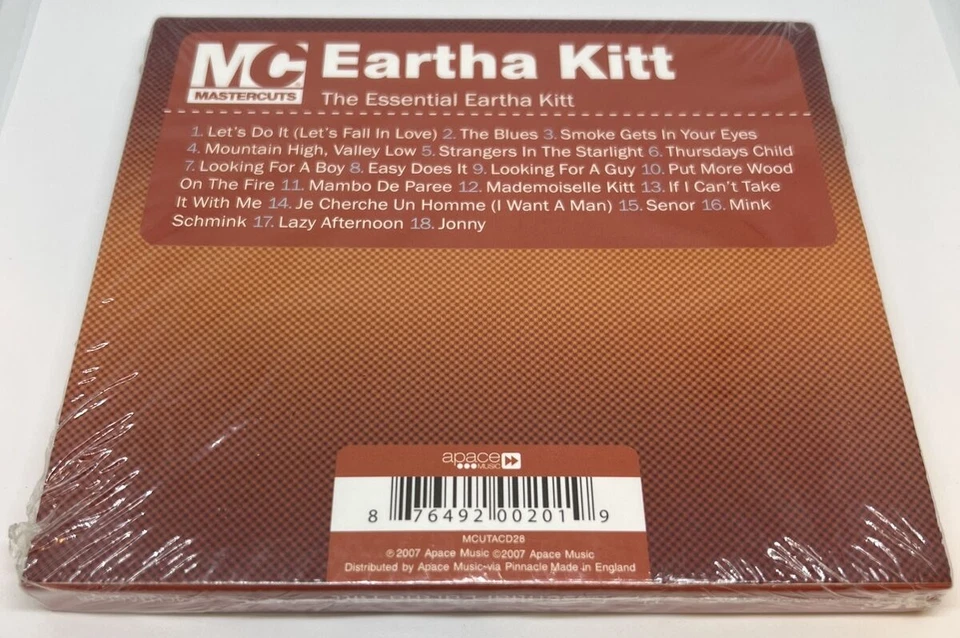 MC Eartha Kitt
MASTERCUTS
The Essential Eartha Kitt
1. Let's Do It (Let's Fall In Love) 2. The Blues 3. Smoke Gets In Your Eyes
4. Mountain High, Valley Low 5. Strangers In The Starlight 6. Thursdays Child
7. Looking For A Boy 8. Easy Does It 9. Looking For A Guy 10. Put More Wood
On The Fire 11. Mambo De Paree 12. Mademoiselle Kitt 13. If I Can't Take
It With Me 14. Je Cherche Un Homme (I Want A Man) 15. Senor 16. Mink
Schmink 17. Lazy Afternoon 18. Jonny
apace
MUSIC
8 76492 00201 9
MCUTACD28
℗ 2007 Apace Music ©2007 Apace Music
Distributed by Apace Music-via Pinnacle Made in England